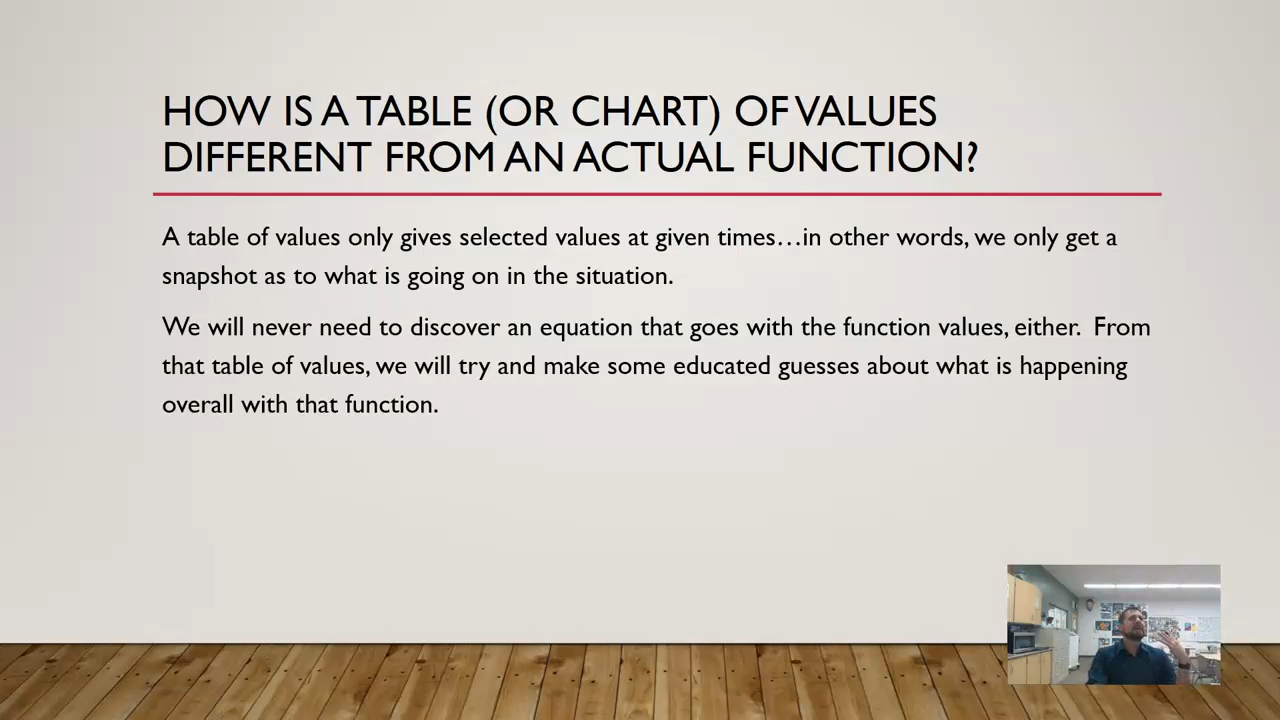 HOW IS A TABLE (OR CHART) OF VALUES
DIFFERENT FROM AN ACTUAL FUNCTION?
A table of values only gives selected values at given times…in other words, we only get a
snapshot as to what is going on in the situation.
We will never need to discover an equation that goes with the function values, either.  From
that table of values, we will try and make some educated guesses about what is happening
overall with that function.